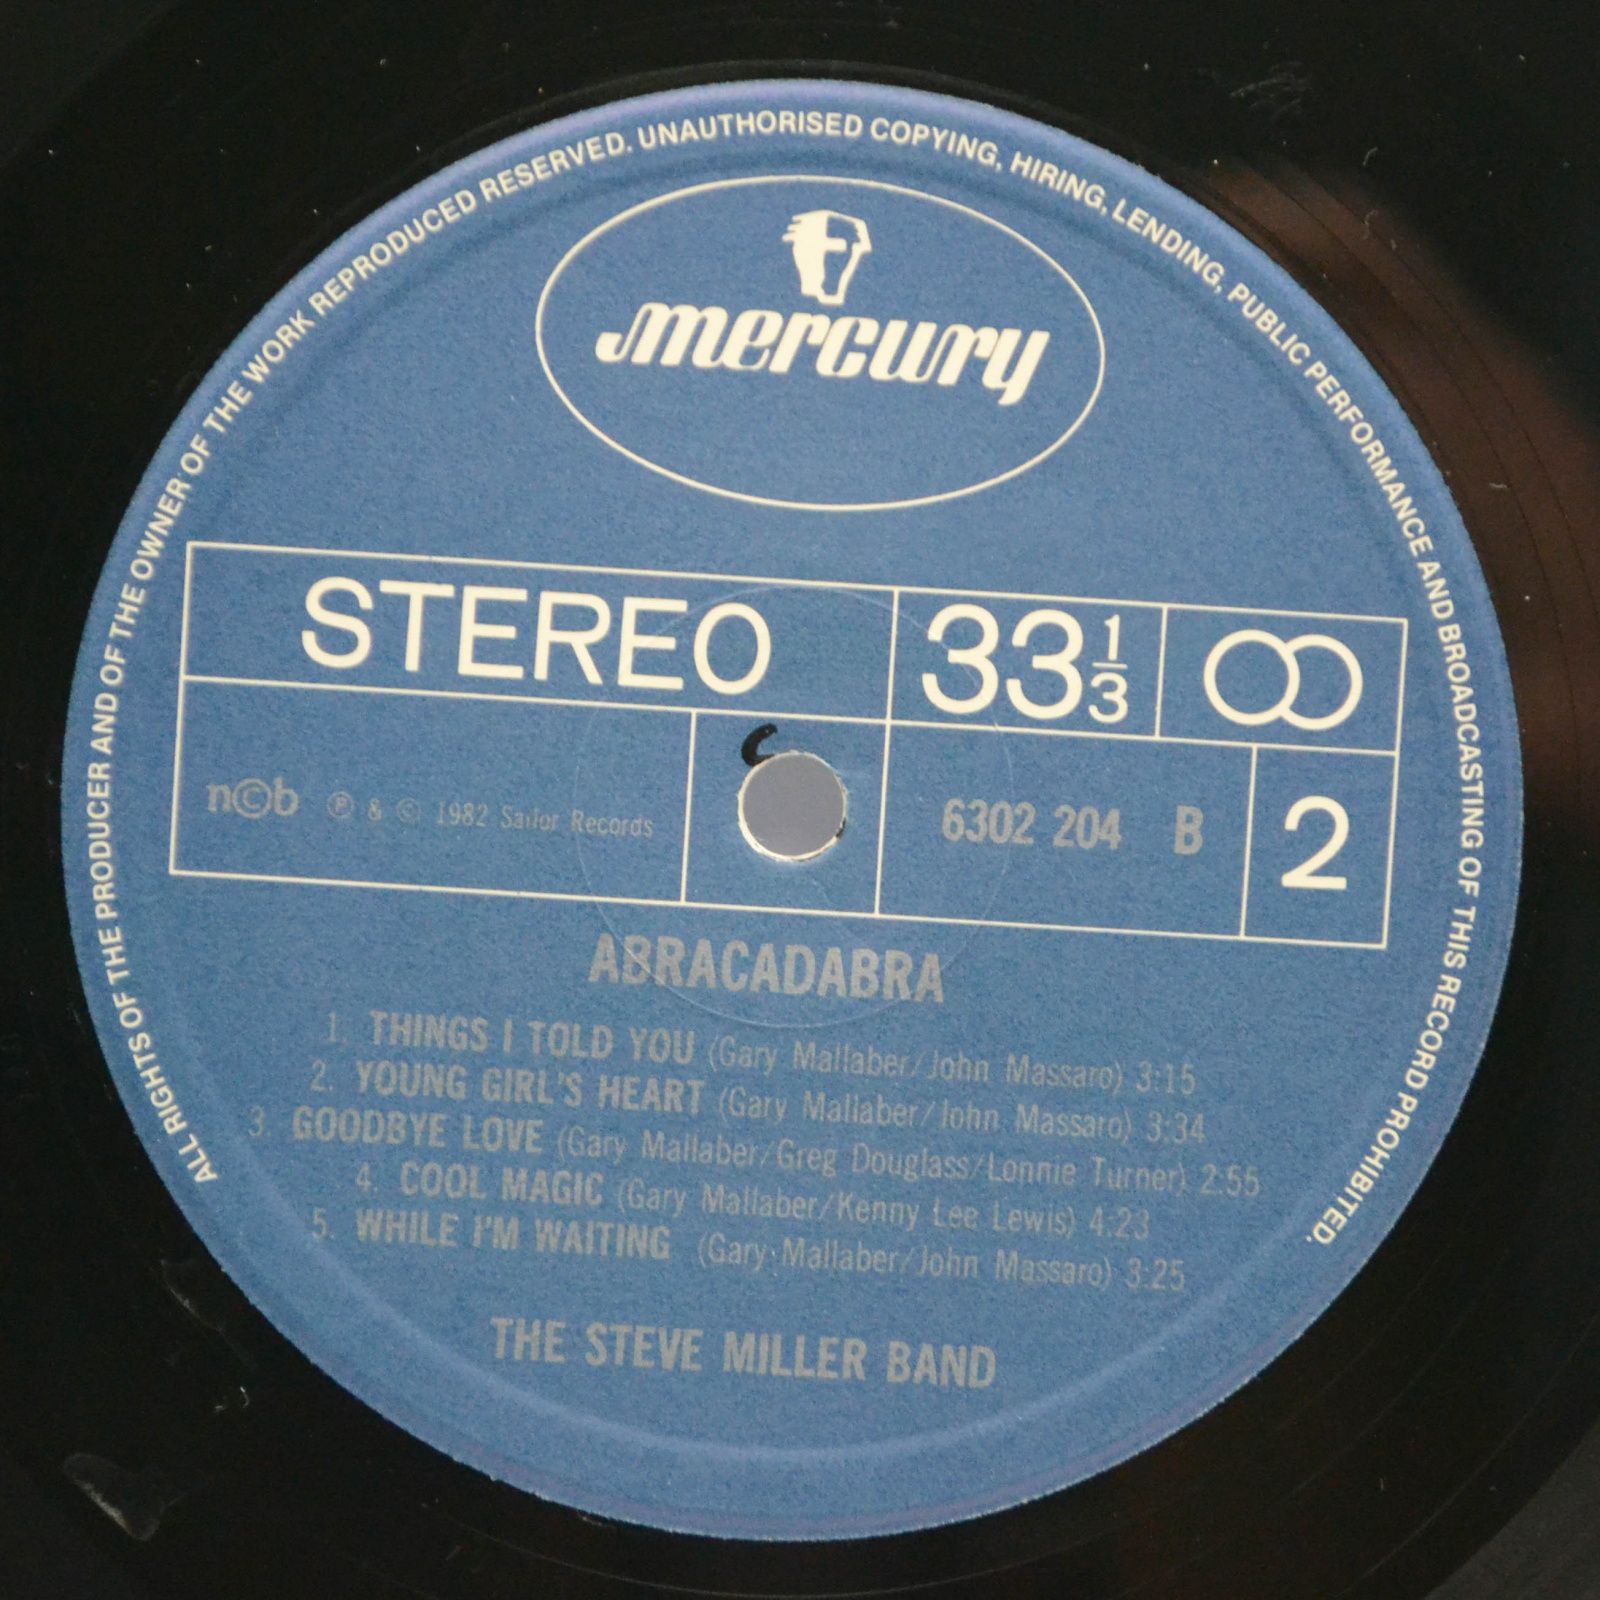 ALL RIGHTS OF THE PRODUCER AND OF THE OWNER OF THE WORK REPRODUCED RESERVED. UNAUTHORISED COPYING, HIRING, LENDING, PUBLIC PERFORMANCE AND BROADCASTING OF THIS RECORD PROHIBITED.
mercury
STEREO 33 1/3
n©b ℗ & © 1982 Sailor Records 6302 204 B 2
ABRACADABRA
1. THINGS I TOLD YOU (Gary Mallaber/John Massaro) 3:15
2. YOUNG GIRL'S HEART (Gary Mallaber/John Massaro) 3:34
3. GOODBYE LOVE (Gary Mallaber/Greg Douglass/Lonnie Turner) 2:55
4. COOL MAGIC (Gary Mallaber/Kenny Lee Lewis) 4:23
5. WHILE I'M WAITING (Gary Mallaber/John Massaro) 3:25
THE STEVE MILLER BAND